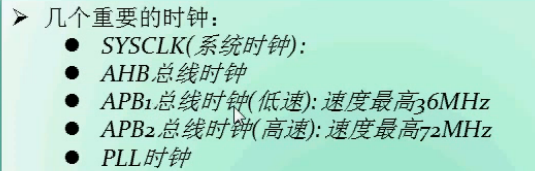 几个重要的时钟：
SYSCLK(系统时钟)：
AHB总线时钟
APB1总线时钟(低速)：速度最高36MHz
APB2总线时钟(高速)：速度最高72MHz
PLL时钟